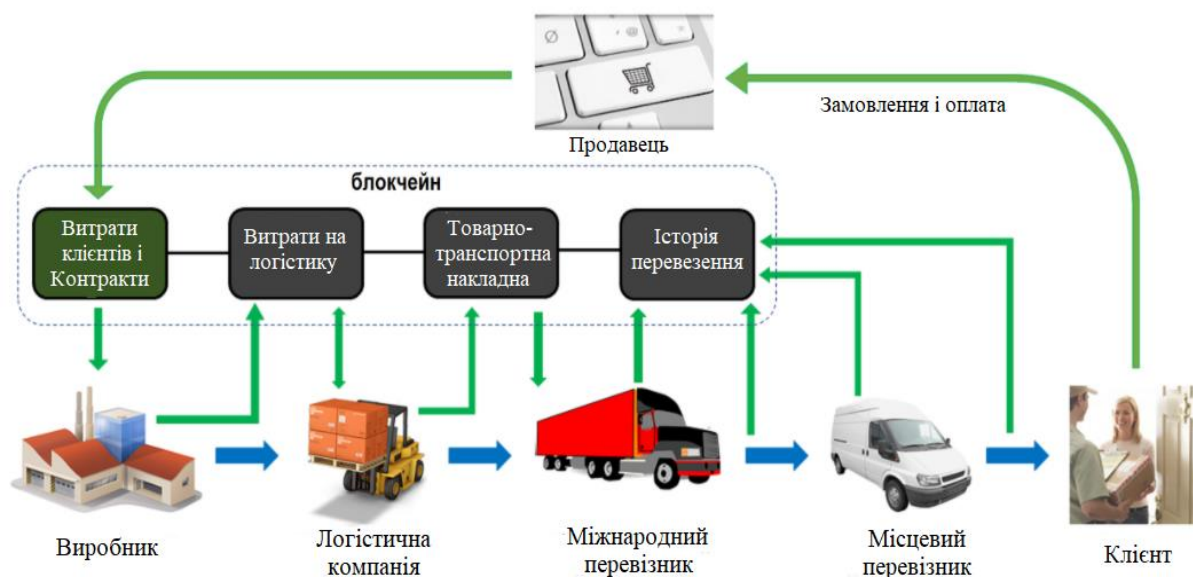 Замовлення і оплата
Продавець
блокчейн
Витрати
клієнтів і
Контракти
Витрати на
логістику
Товарно-
транспортна
накладна
Історія
перевезення
Виробник
Логістична
компанія
Міжнародний
перевізник
Місцевий
перевізник
Клієнт